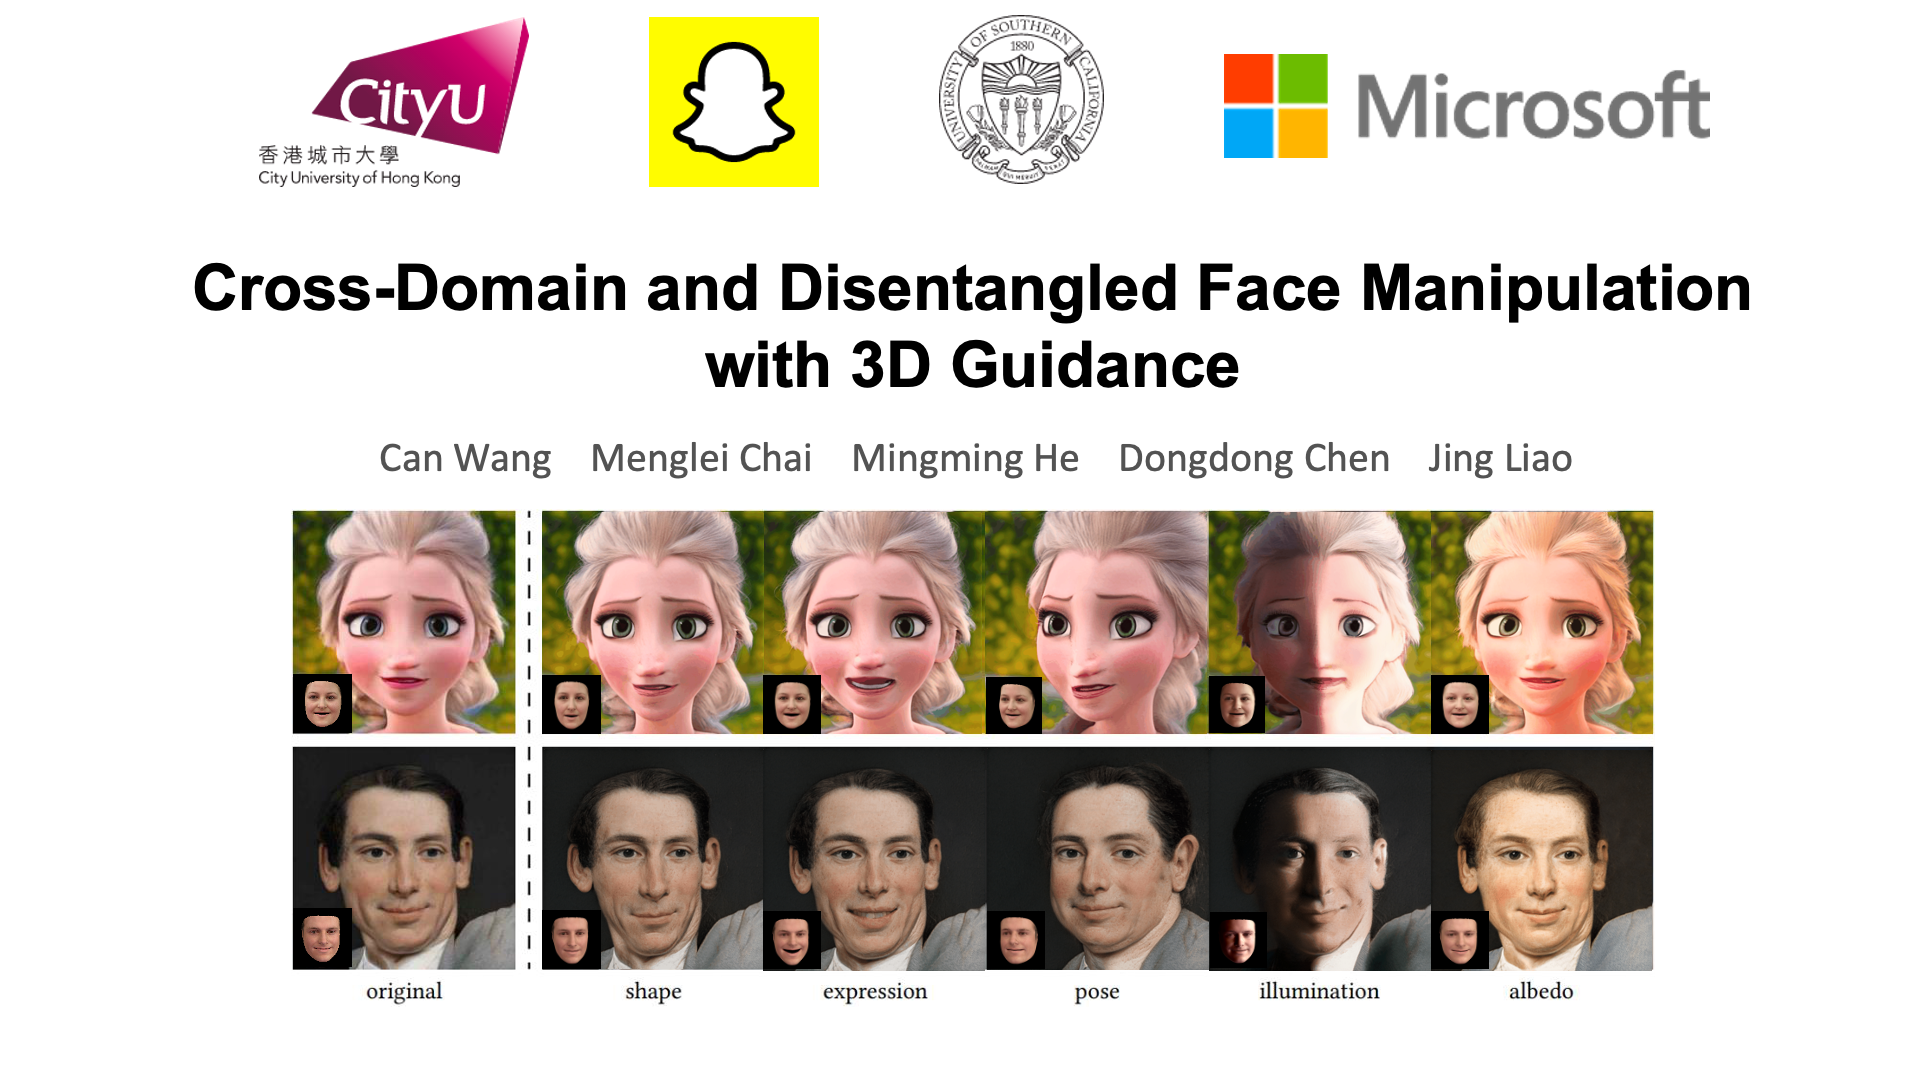 CityU
香港城市大學
City University of Hong Kong
UNIVERSITY OF SOUTHERN CALIFORNIA
1880
Microsoft
Cross-Domain and Disentangled Face Manipulation
with 3D Guidance
Can Wang Menglei Chai Mingming He Dongdong Chen Jing Liao
original shape expression pose illumination albedo